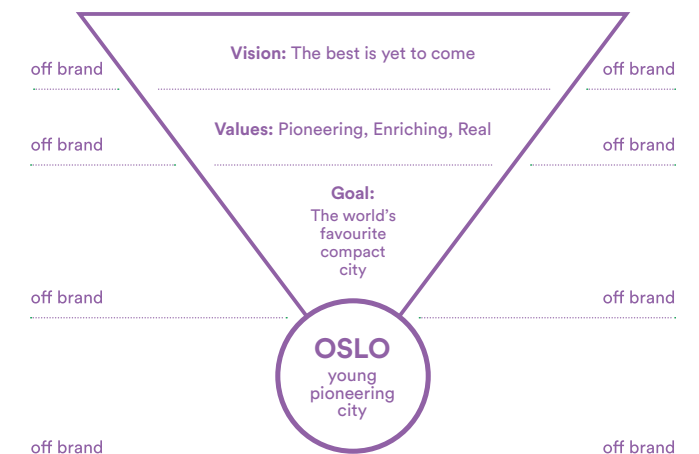 Vision: The best is yet to come
off brand
off brand
Values: Pioneering, Enriching, Real
off brand
off brand
Goal:
The world’s
favourite
compact
city
off brand
off brand
OSLO
young
pioneering
city
off brand
off brand